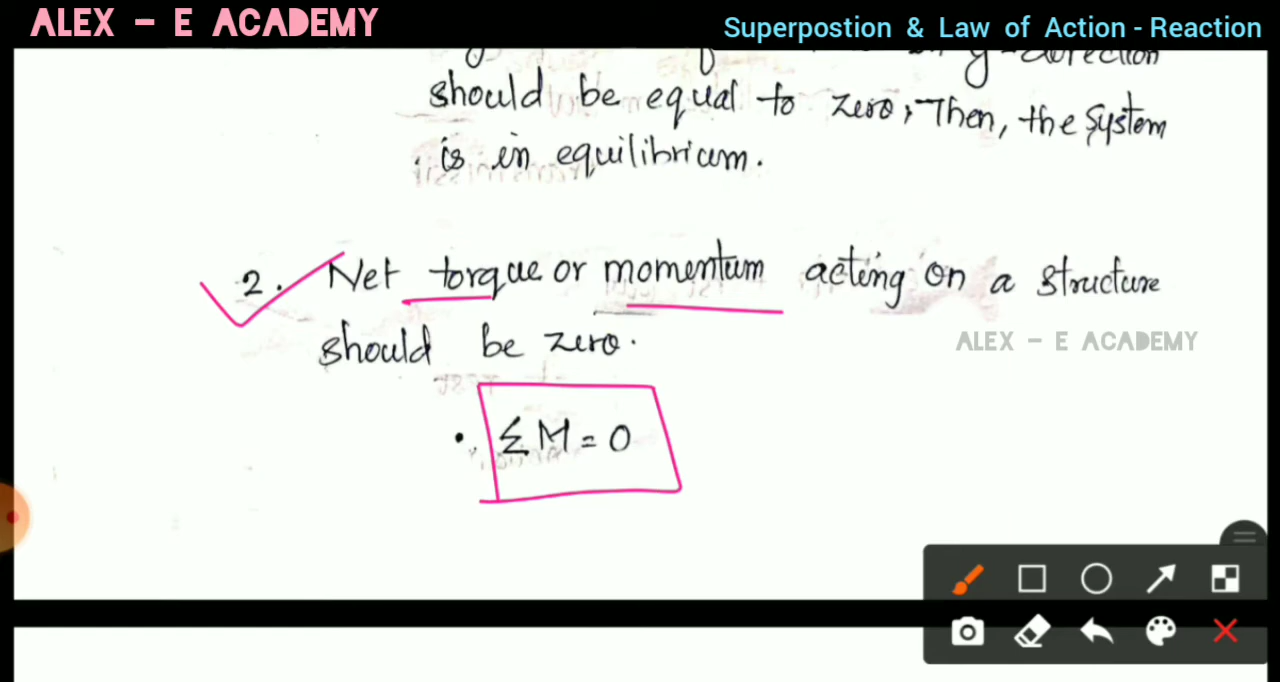 ALEX - E ACADEMY
Superpostion & Law of Action - Reaction
should be equal to zero; Then, the system
is in equilibrium.
2. Net torque or momentum acting on a structure
should be zero.
ALEX - E ACADEMY
• ΣM = 0